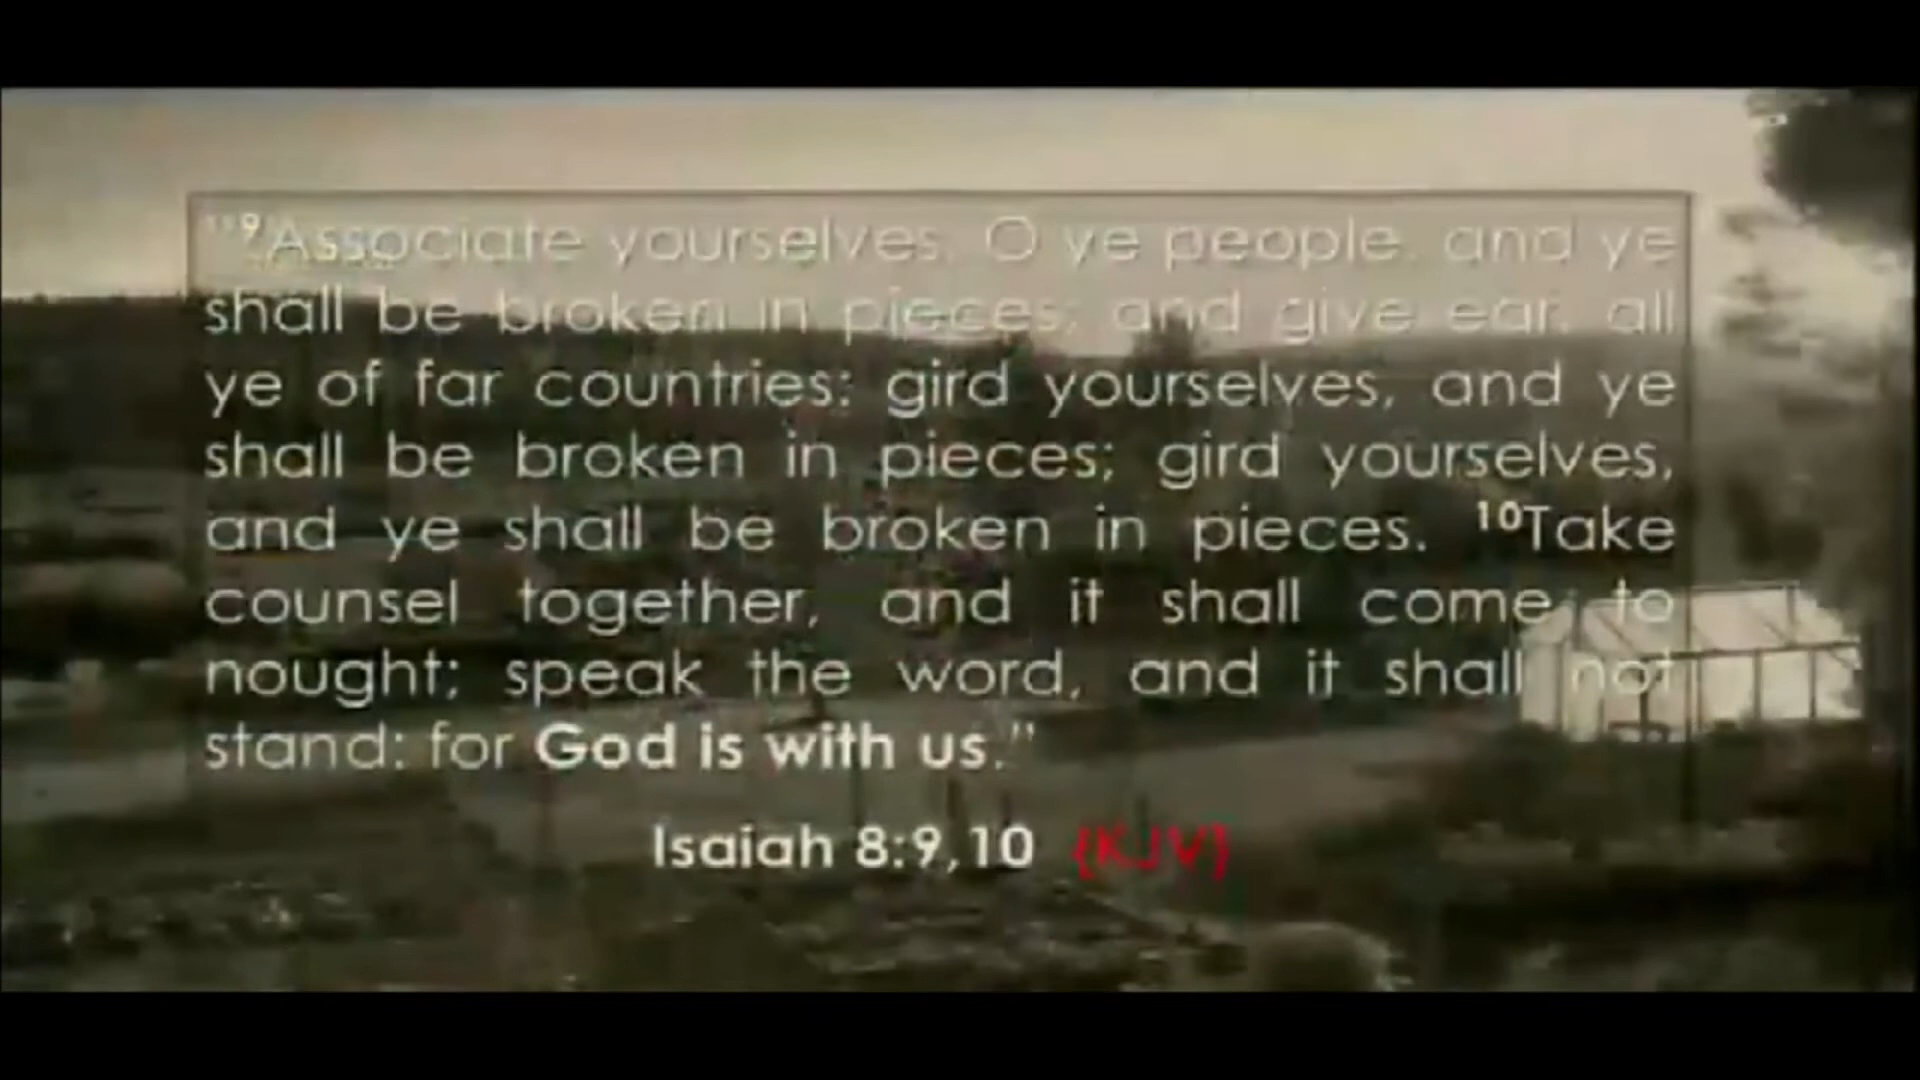 "⁹Associate yourselves, O ye people, and ye
shall be broken in pieces; and give ear, all
ye of far countries: gird yourselves, and ye
shall be broken in pieces; gird yourselves,
and ye shall be broken in pieces. ¹⁰Take
counsel together, and it shall come to
nought; speak the word, and it shall not
stand: for God is with us."
Isaiah 8:9,10 (KJV)